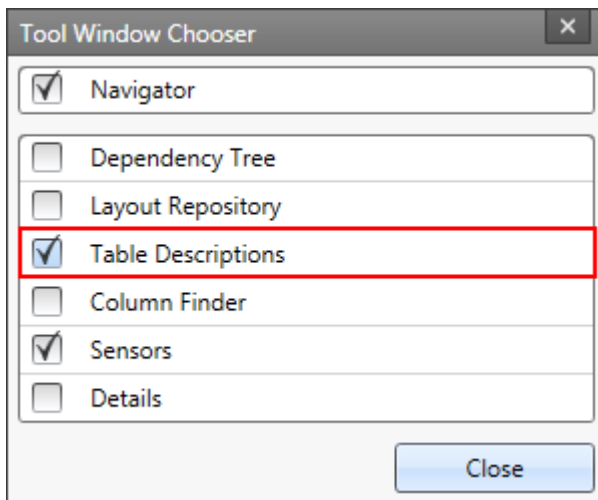 Tool Window Chooser
Navigator
Dependency Tree
Layout Repository
Table Descriptions
Column Finder
Sensors
Details
Close